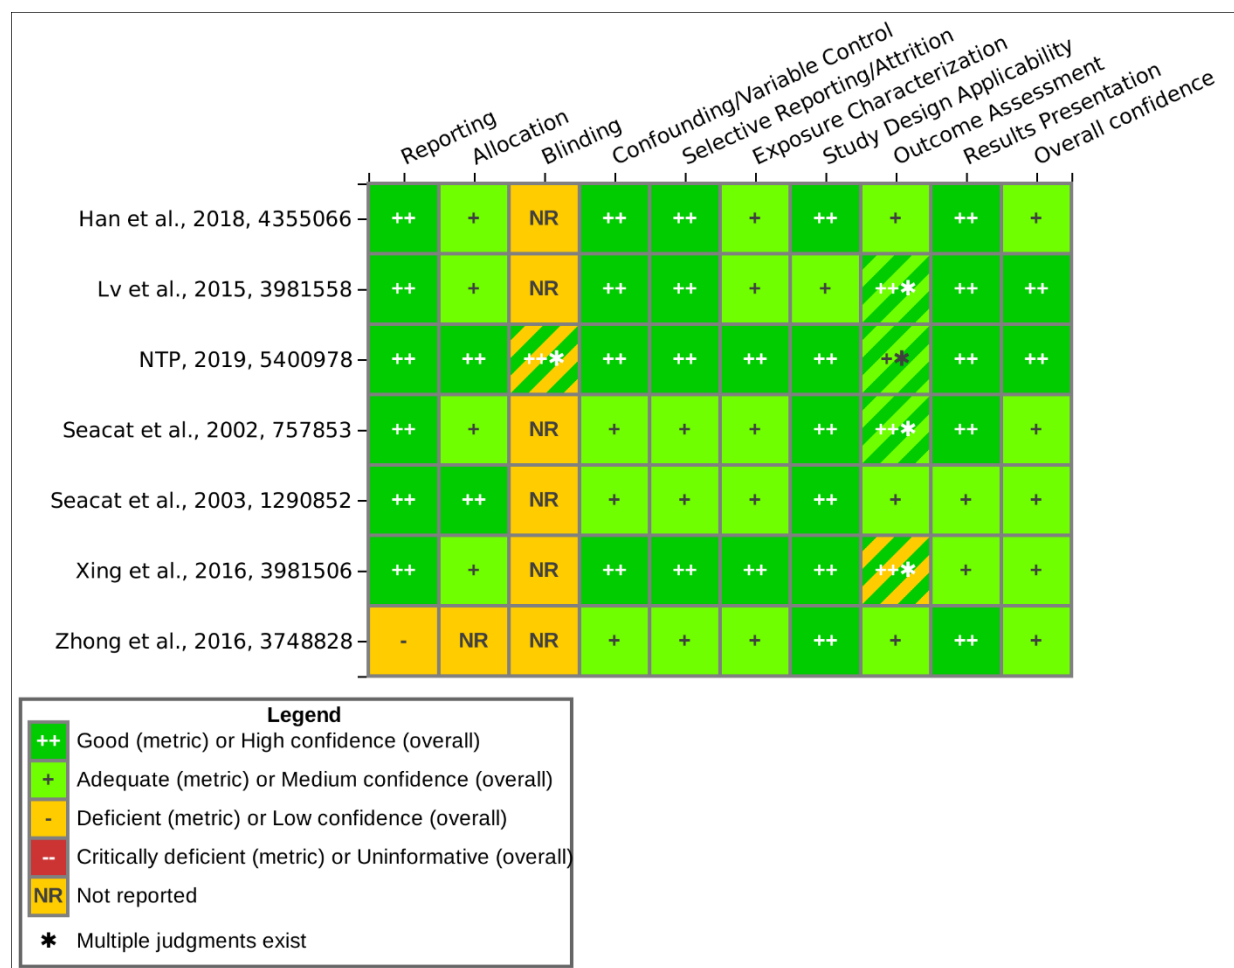 Reporting
Allocation
Blinding
Confounding/Variable Control
Selective Reporting/Attrition
Exposure Characterization
Study Design Applicability
Outcome Assessment
Results Presentation
Overall confidence
Han et al., 2018, 4355066 ++ + NR ++ ++ + ++ + ++ +
Lv et al., 2015, 3981558 ++ + NR ++ ++ + + ++✱ ++ ++
NTP, 2019, 5400978 ++ ++ ++✱ ++ ++ ++ ++ +✱ ++ ++
Seacat et al., 2002, 757853 ++ + NR + + + ++ ++✱ ++ +
Seacat et al., 2003, 1290852 ++ ++ NR + + + ++ + + +
Xing et al., 2016, 3981506 ++ + NR ++ ++ ++ ++ ++✱ + +
Zhong et al., 2016, 3748828 - NR NR + + + ++ + ++ +
Legend
++ Good (metric) or High confidence (overall)
+ Adequate (metric) or Medium confidence (overall)
- Deficient (metric) or Low confidence (overall)
-- Critically deficient (metric) or Uninformative (overall)
NR Not reported
✱ Multiple judgments exist